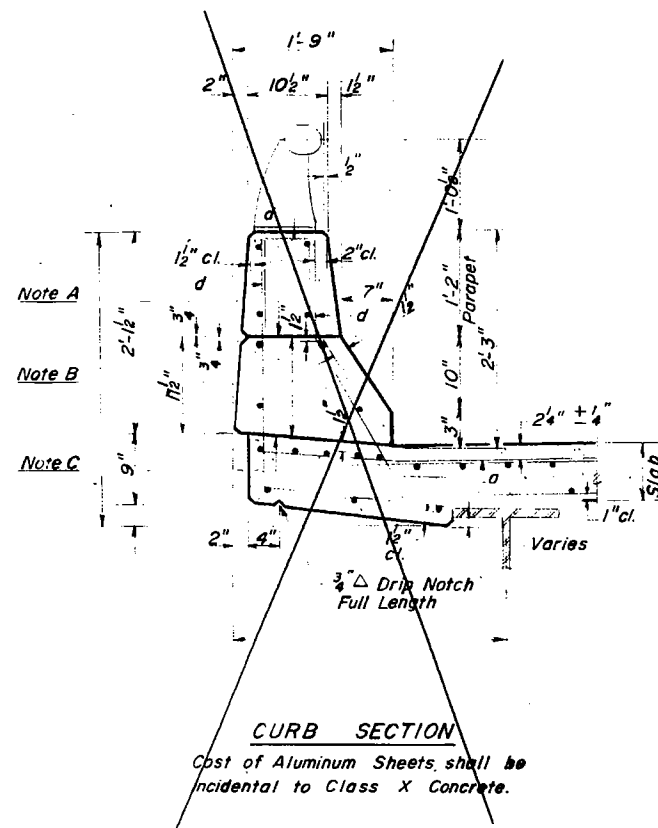 1'-9"
2" 10½" 1½"
½"
1'-0½"
d
1½" cl. 2"cl.
d 7" ½"
Note A
¾
2'-1½"
1½"
d
1'-2"
Parapet
2'-3"
¾"
Note B
11½"
10"
1½"
3"
2¼" ± ¼"
Note C
9"
a
Slab
1"cl.
2" 4"
1½"
cl.
Varies
¾" △ Drip Notch
Full Length
CURB SECTION
Cost of Aluminum Sheets shall be
incidental to Class X Concrete.